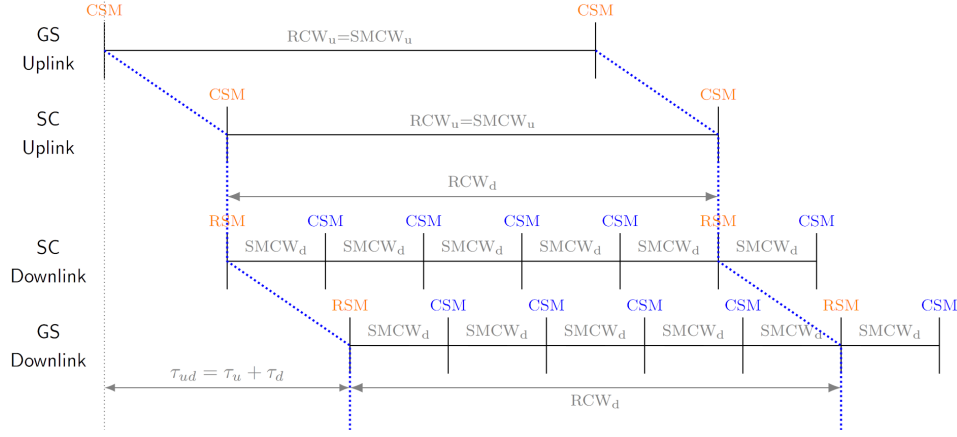 CSM CSM
GS
Uplink
RCWu=SMCWu
CSM CSM
SC
Uplink
RCWu=SMCWu
RCWd
RSM CSM CSM CSM CSM RSM CSM
SC
Downlink
SMCWd SMCWd SMCWd SMCWd SMCWd SMCWd
RSM CSM CSM CSM CSM RSM CSM
GS
Downlink
SMCWd SMCWd SMCWd SMCWd SMCWd SMCWd
τud = τu + τd
RCWd